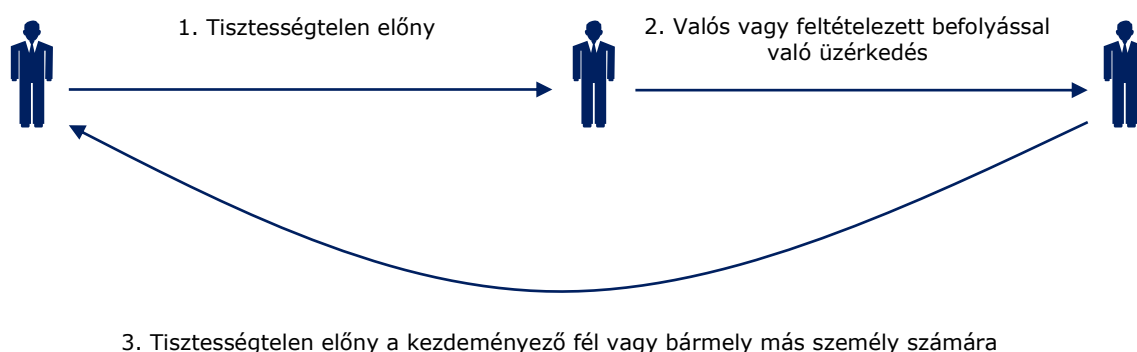 1. Tisztességtelen előny
2. Valós vagy feltételezett befolyással
való üzérkedés
3. Tisztességtelen előny a kezdeményező fél vagy bármely más személy számára